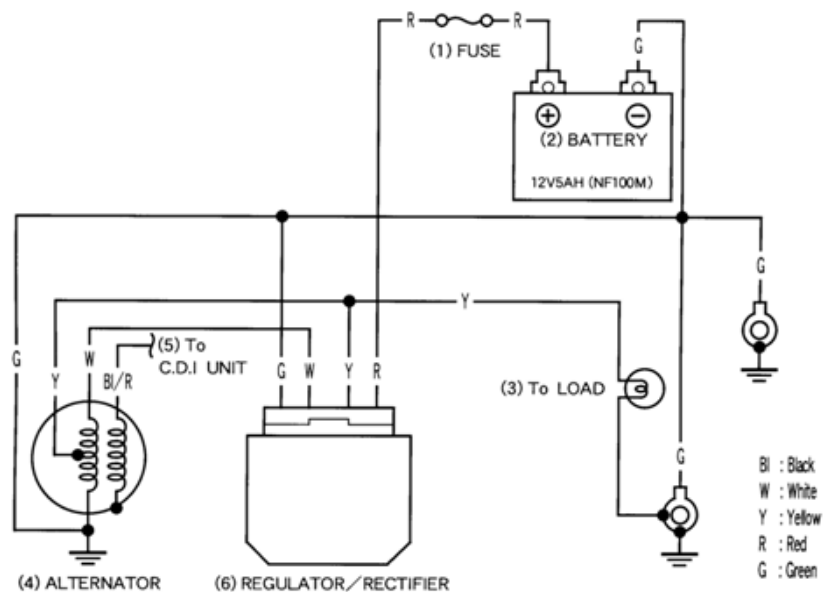 R
R
(1) FUSE
G
+
−
(2) BATTERY
12V5AH (NF100M)
G
Y
G
Y
W
Bl/R
(5) To
C.D.I UNIT
G
W
Y
R
(3) To LOAD
G
Bl : Black
W : White
Y : Yellow
R : Red
G : Green
(4) ALTERNATOR
(6) REGULATOR/RECTIFIER